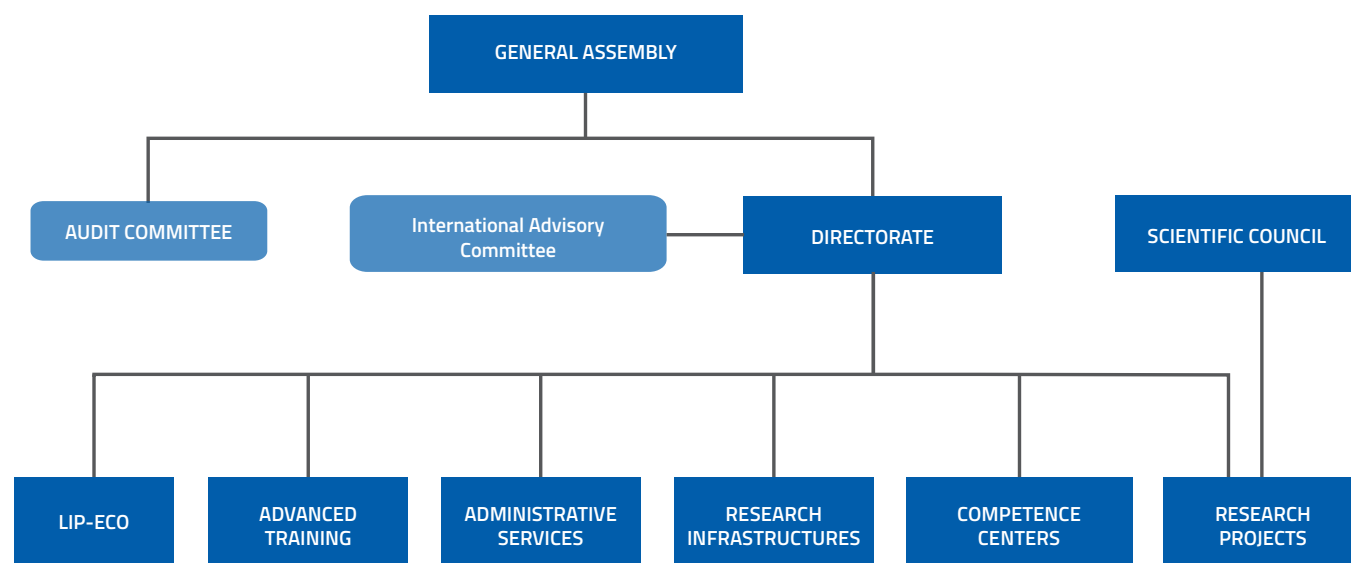 GENERAL ASSEMBLY
AUDIT COMMITTEE
International Advisory
Committee
DIRECTORATE
SCIENTIFIC COUNCIL
LIP-ECO
ADVANCED
TRAINING
ADMINISTRATIVE
SERVICES
RESEARCH
INFRASTRUCTURES
COMPETENCE
CENTERS
RESEARCH
PROJECTS